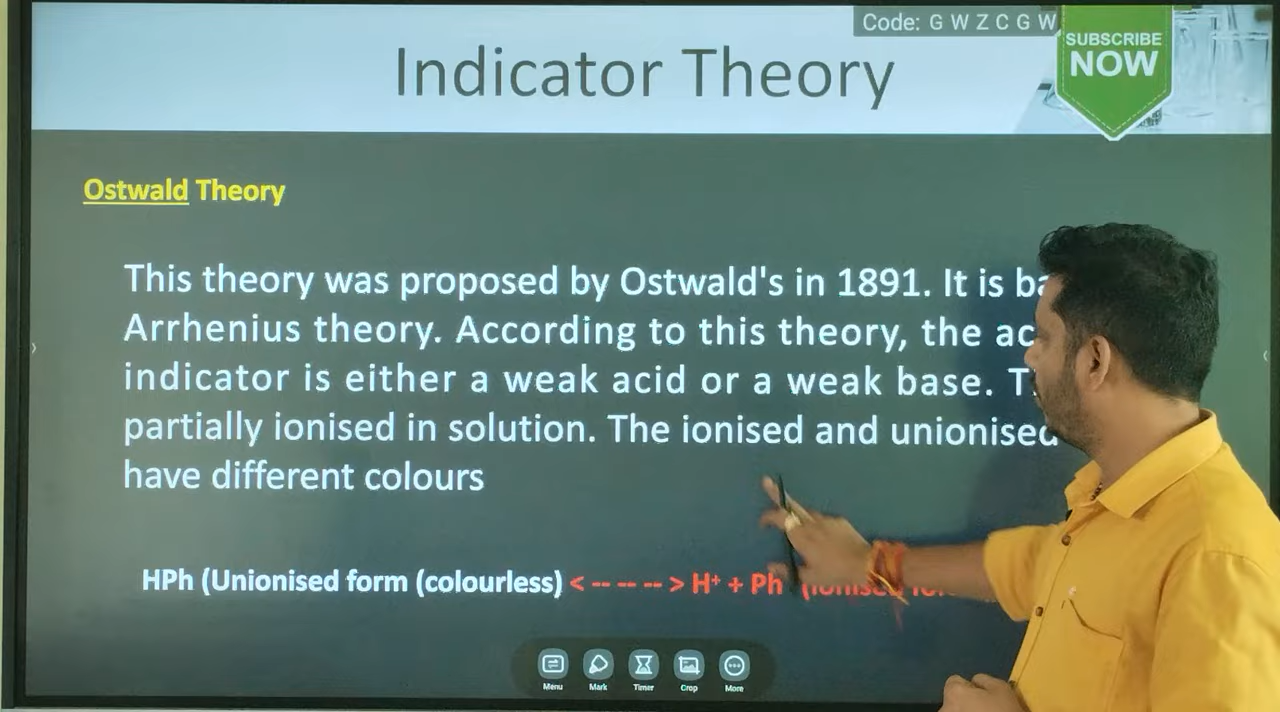 Code: G W Z C G W
SUBSCRIBE
NOW
Indicator Theory
Ostwald Theory
This theory was proposed by Ostwald's in 1891. It is
Arrhenius theory. According to this theory, the
indicator is either a weak acid or a weak base.
partially ionised in solution. The ionised and unionised
have different colours
HPh (Unionised form (colourless) < -- -- -- > H⁺ + Ph (Ionised
Menu
Mark
Timer
Crop
More